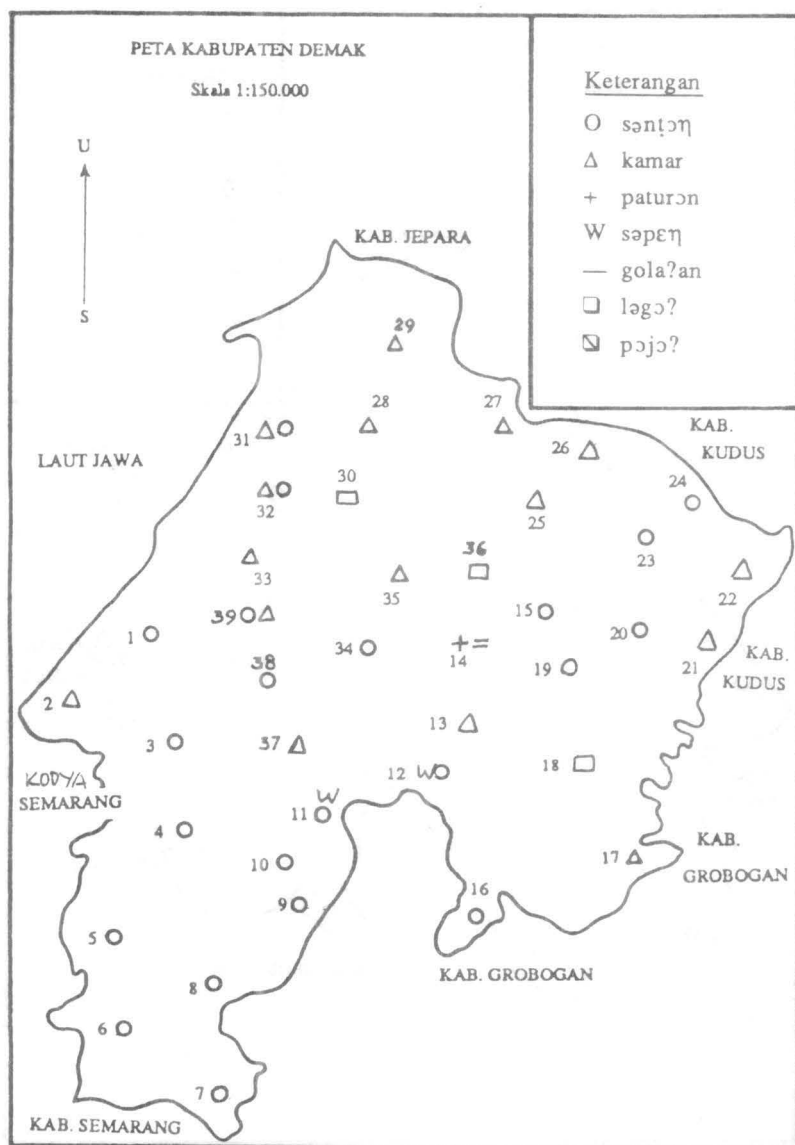 PETA KABUPATEN DEMAK
Skala 1:150.000
U
S
Keterangan
O səntɔŋ
Δ kamar
+ paturɔn
W səpɛŋ
— gola?an
□ ləgɔ?
pɔjɔ?
KAB. JEPARA
29
28
27
26
KAB.
KUDUS
31
LAUT JAWA
30
24
32
25
36
23
33
35
22
39
15
1
34
14
20
21
KAB.
KUDUS
38
19
2
13
3
37
18
12 W
KODYA
SEMARANG
W
11
4
10
17
KAB.
GROBOGAN
9
16
5
KAB. GROBOGAN
8
6
7
KAB. SEMARANG